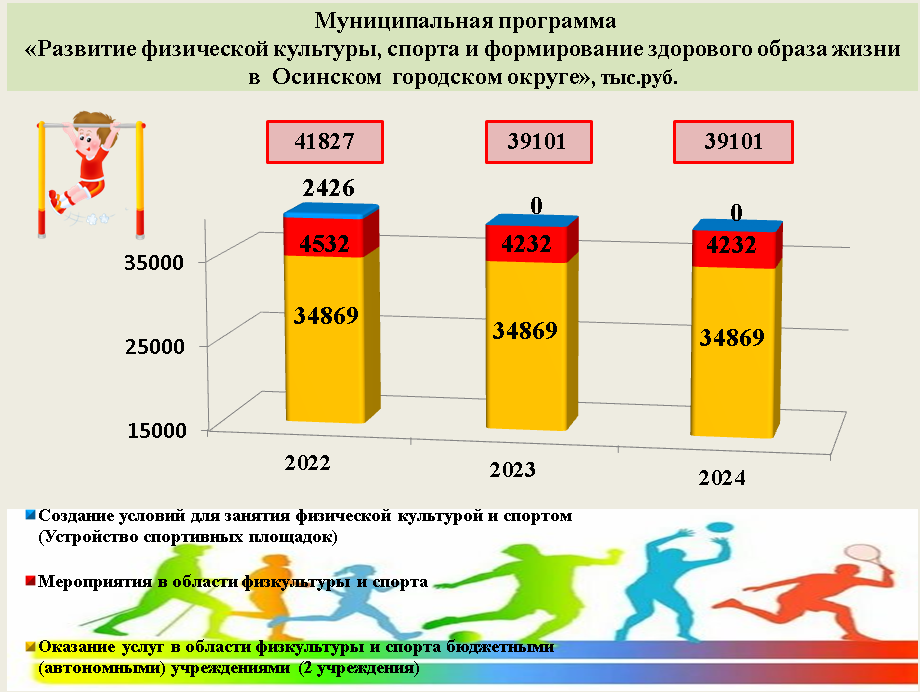 Муниципальная программа
«Развитие физической культуры, спорта и формирование здорового образа жизни
в Осинском городском округе», тыс.руб.
41827
39101
39101
2426
0
0
4532
4232
4232
35000
34869
34869
34869
25000
15000
2022
2023
2024
Создание условий для занятия физической культурой и спортом
(Устройство спортивных площадок)
Мероприятия в области физкультуры и спорта
Оказание услуг в области физкультуры и спорта бюджетными
(автономными) учреждениями (2 учреждения)